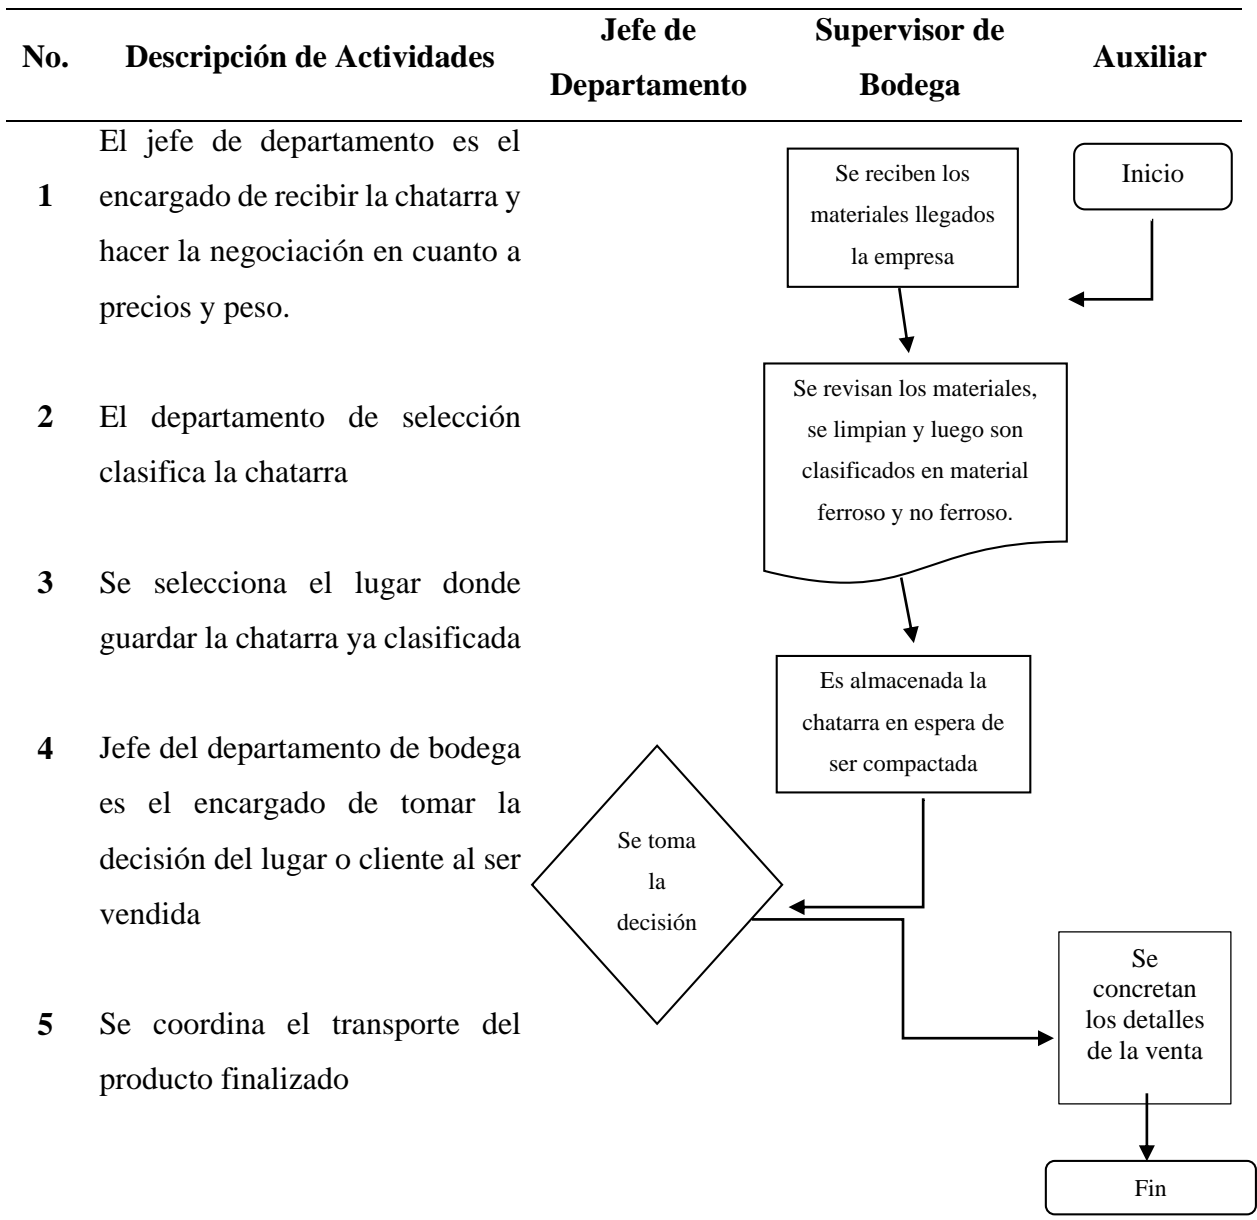 No.
Descripción de Actividades
Jefe de
Departamento
Supervisor de
Bodega
Auxiliar
1
El jefe de departamento es el
encargado de recibir la chatarra y
hacer la negociación en cuanto a
precios y peso.
Se reciben los
materiales llegados
la empresa
Inicio
2
El departamento de selección
clasifica la chatarra
Se revisan los materiales,
se limpian y luego son
clasificados en material
ferroso y no ferroso.
3
Se selecciona el lugar donde
guardar la chatarra ya clasificada
Es almacenada la
chatarra en espera de
ser compactada
4
Jefe del departamento de bodega
es el encargado de tomar la
decisión del lugar o cliente al ser
vendida
Se toma
la
decisión
5
Se coordina el transporte del
producto finalizado
Se
concretan
los detalles
de la venta
Fin